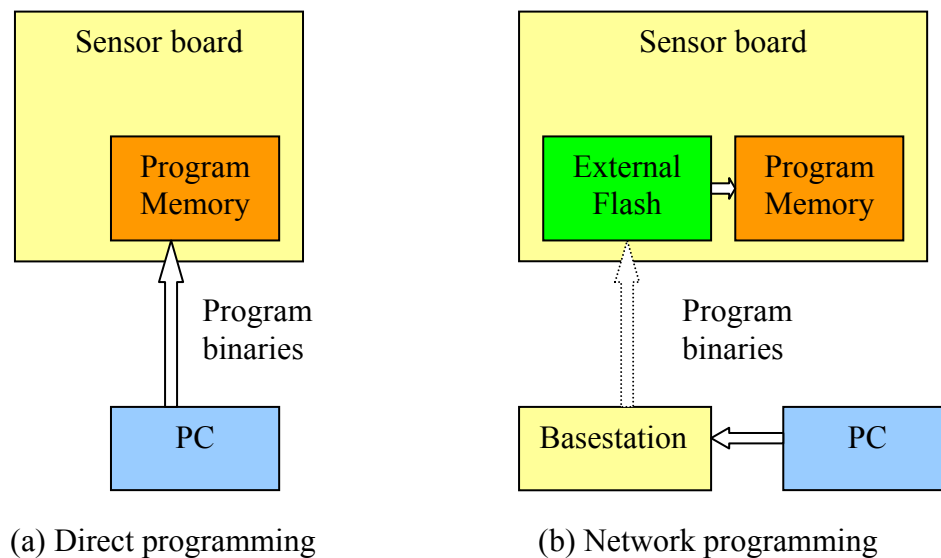 Sensor board
Program
Memory
Program
binaries
PC
(a) Direct programming
Sensor board
External
Flash
Program
Memory
Program
binaries
Basestation
PC
(b) Network programming